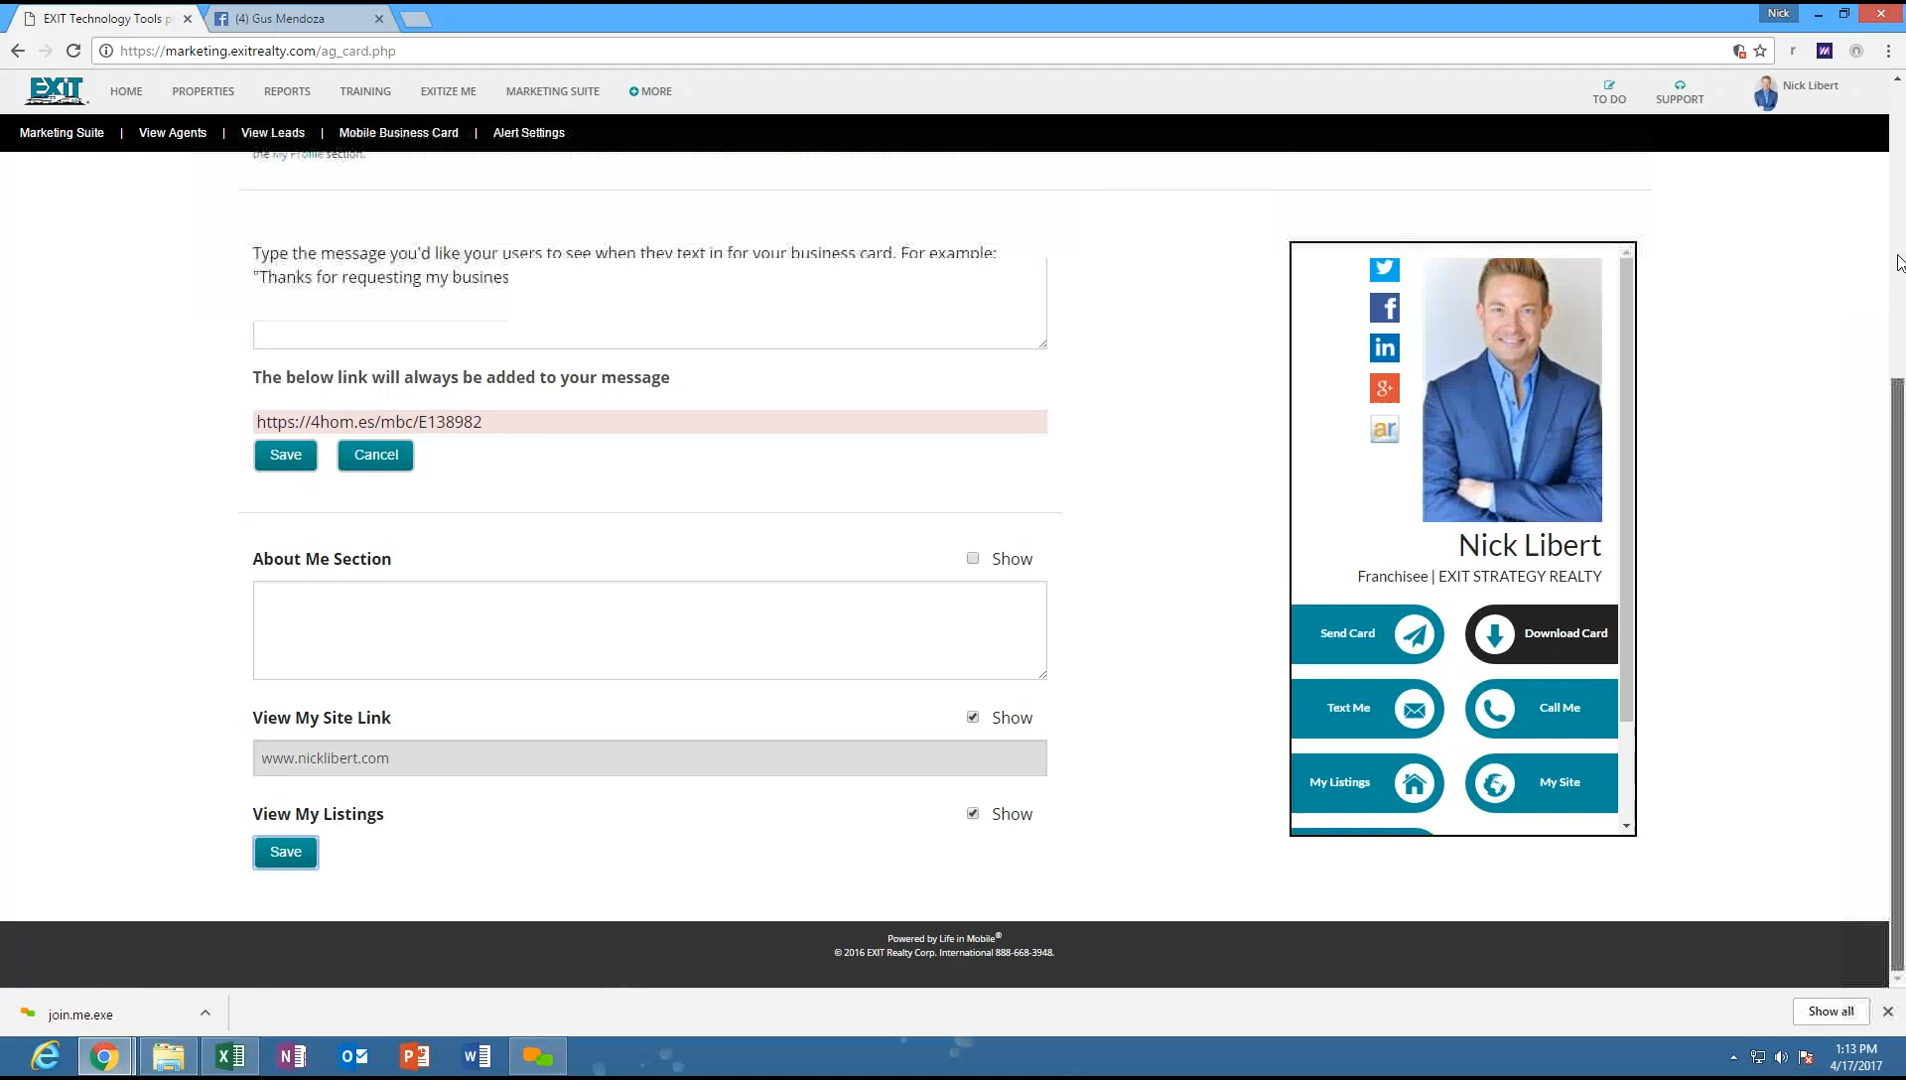 EXIT Technology Tools p
(4) Gus Mendoza
Nick
https://marketing.exitrealty.com/ag_card.php
EXIT
HOME
PROPERTIES
REPORTS
TRAINING
EXITIZE ME
MARKETING SUITE
MORE
TO DO
SUPPORT
Nick Libert
Marketing Suite | View Agents | View Leads | Mobile Business Card | Alert Settings
the My Profile section.
Type the message you'd like your users to see when they text in for your business card. For example:
"Thanks for requesting my busines
The below link will always be added to your message
https://4hom.es/mbc/E138982
Save
Cancel
About Me Section
Show
View My Site Link
Show
www.nicklibert.com
View My Listings
Show
Save
f
in
g+
ar
Nick Libert
Franchisee | EXIT STRATEGY REALTY
Send Card
Download Card
Text Me
Call Me
My Listings
My Site
Powered by Life in Mobile®
© 2016 EXIT Realty Corp. International 888-668-3948.
join.me.exe
Show all
1:13 PM
4/17/2017